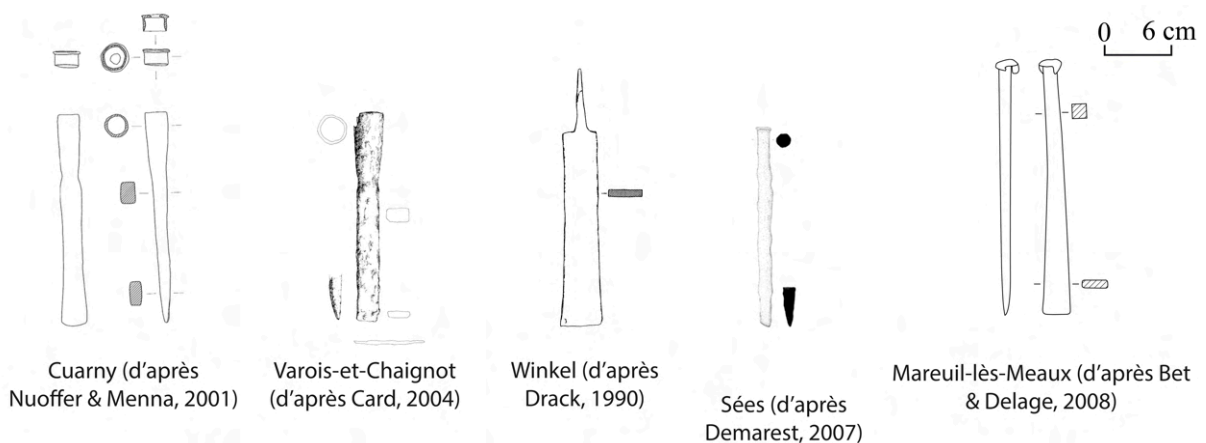 0 6 cm
Cuarny (d'après
Nuoffer & Menna, 2001)
Varois-et-Chaignot
(d'après Card, 2004)
Winkel (d'après
Drack, 1990)
Sées (d'après
Demarest, 2007)
Mareuil-lès-Meaux (d'après Bet
& Delage, 2008)